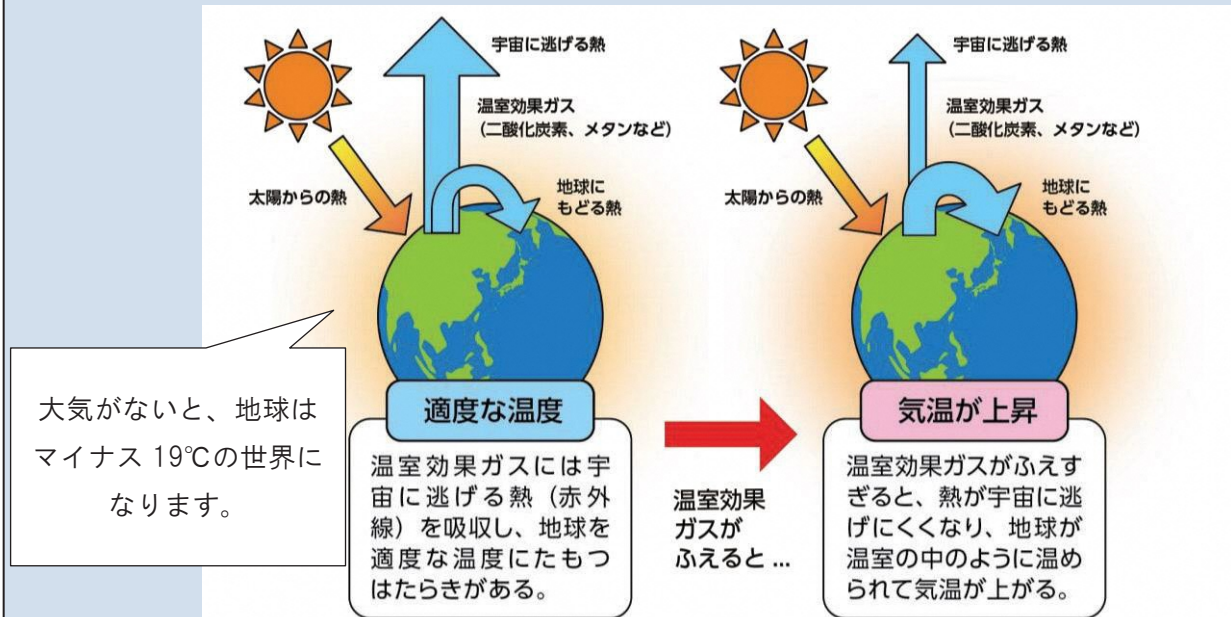 宇宙に逃げる熱
温室効果ガス
(二酸化炭素、メタンなど)
太陽からの熱
地球に
もどる熱
大気がないと、地球は
マイナス 19℃の世界に
なります。
適度な温度
温室効果ガスには宇
宙に逃げる熱(赤外
線)を吸収し、地球を
適度な温度にたもつ
はたらきがある。
温室効果
ガスが
ふえると ...
宇宙に逃げる熱
温室効果ガス
(二酸化炭素、メタンなど)
太陽からの熱
地球に
もどる熱
気温が上昇
温室効果ガスがふえす
ぎると、熱が宇宙に逃
げにくくなり、地球が
温室の中のように温め
られて気温が上がる。